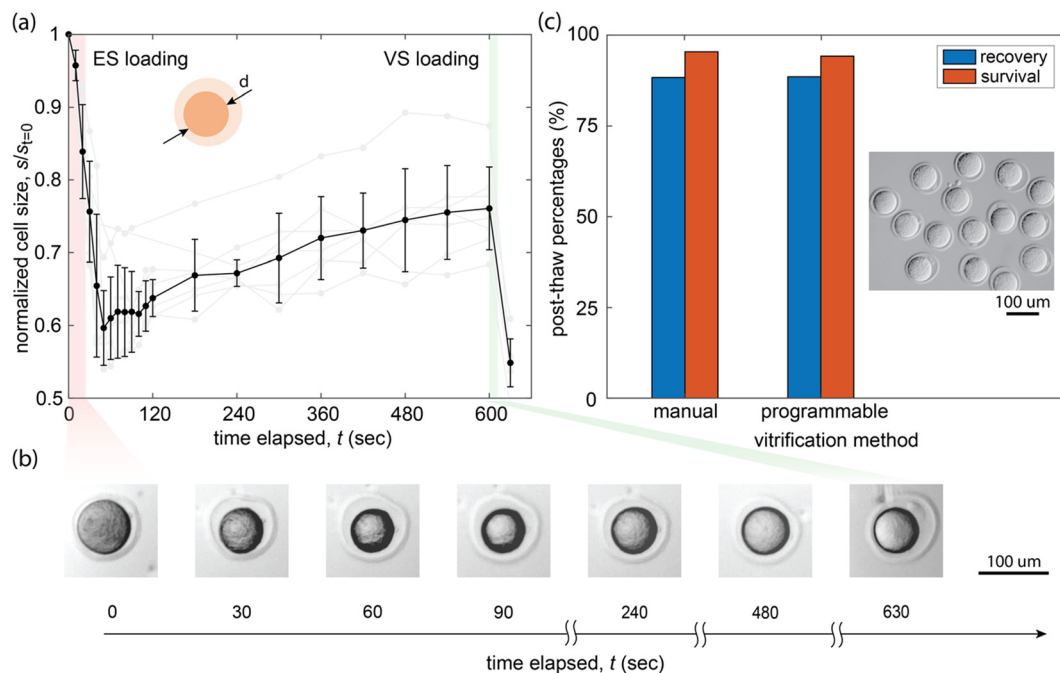 (a)
1
0.9
0.8
0.7
0.6
0.5
normalized cell size, s/s_{t=0}
ES loading
VS loading
d
0 120 240 360 480 600
time elapsed, t (sec)
(c)
100
75
50
25
0
post-thaw percentages (%)
recovery
survival
100 um
manual programmable
vitrification method
(b)
100 um
0 30 60 90 240 480 630
time elapsed, t (sec)